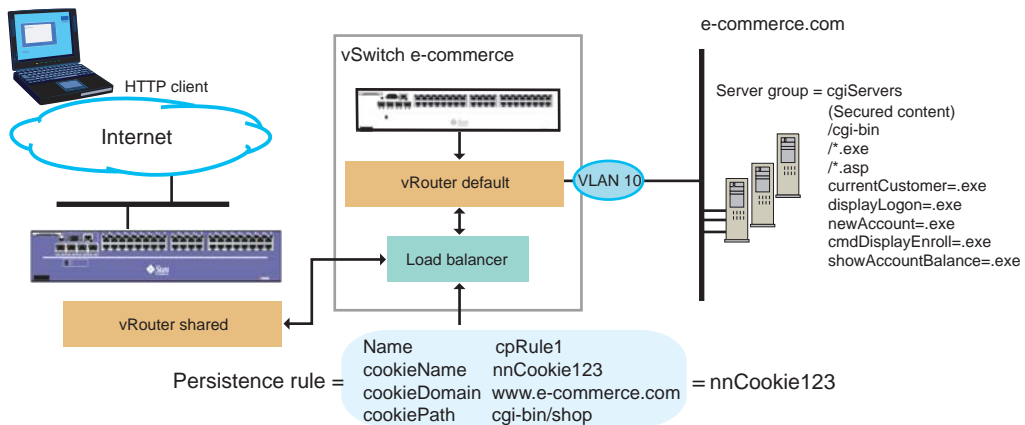 e-commerce.com
vSwitch e-commerce
HTTP client
Internet
Server group = cgiServers
(Secured content)
/cgi-bin
/*.exe
/*.asp
currentCustomer=.exe
displayLogon=.exe
newAccount=.exe
cmdDisplayEnroll=.exe
showAccountBalance=.exe
vRouter default
VLAN 10
Sun
Load balancer
vRouter shared
Persistence rule =
Name cpRule1
cookieName nnCookie123
cookieDomain www.e-commerce.com
cookiePath cgi-bin/shop
= nnCookie123